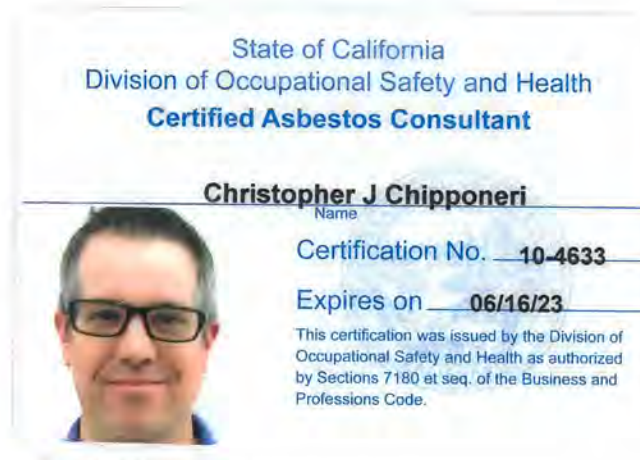 State of California
Division of Occupational Safety and Health
Certified Asbestos Consultant
Christopher J Chipponeri
Name
Certification No. 10-4633
Expires on 06/16/23
This certification was issued by the Division of
Occupational Safety and Health as authorized
by Sections 7180 et seq. of the Business and
Professions Code.